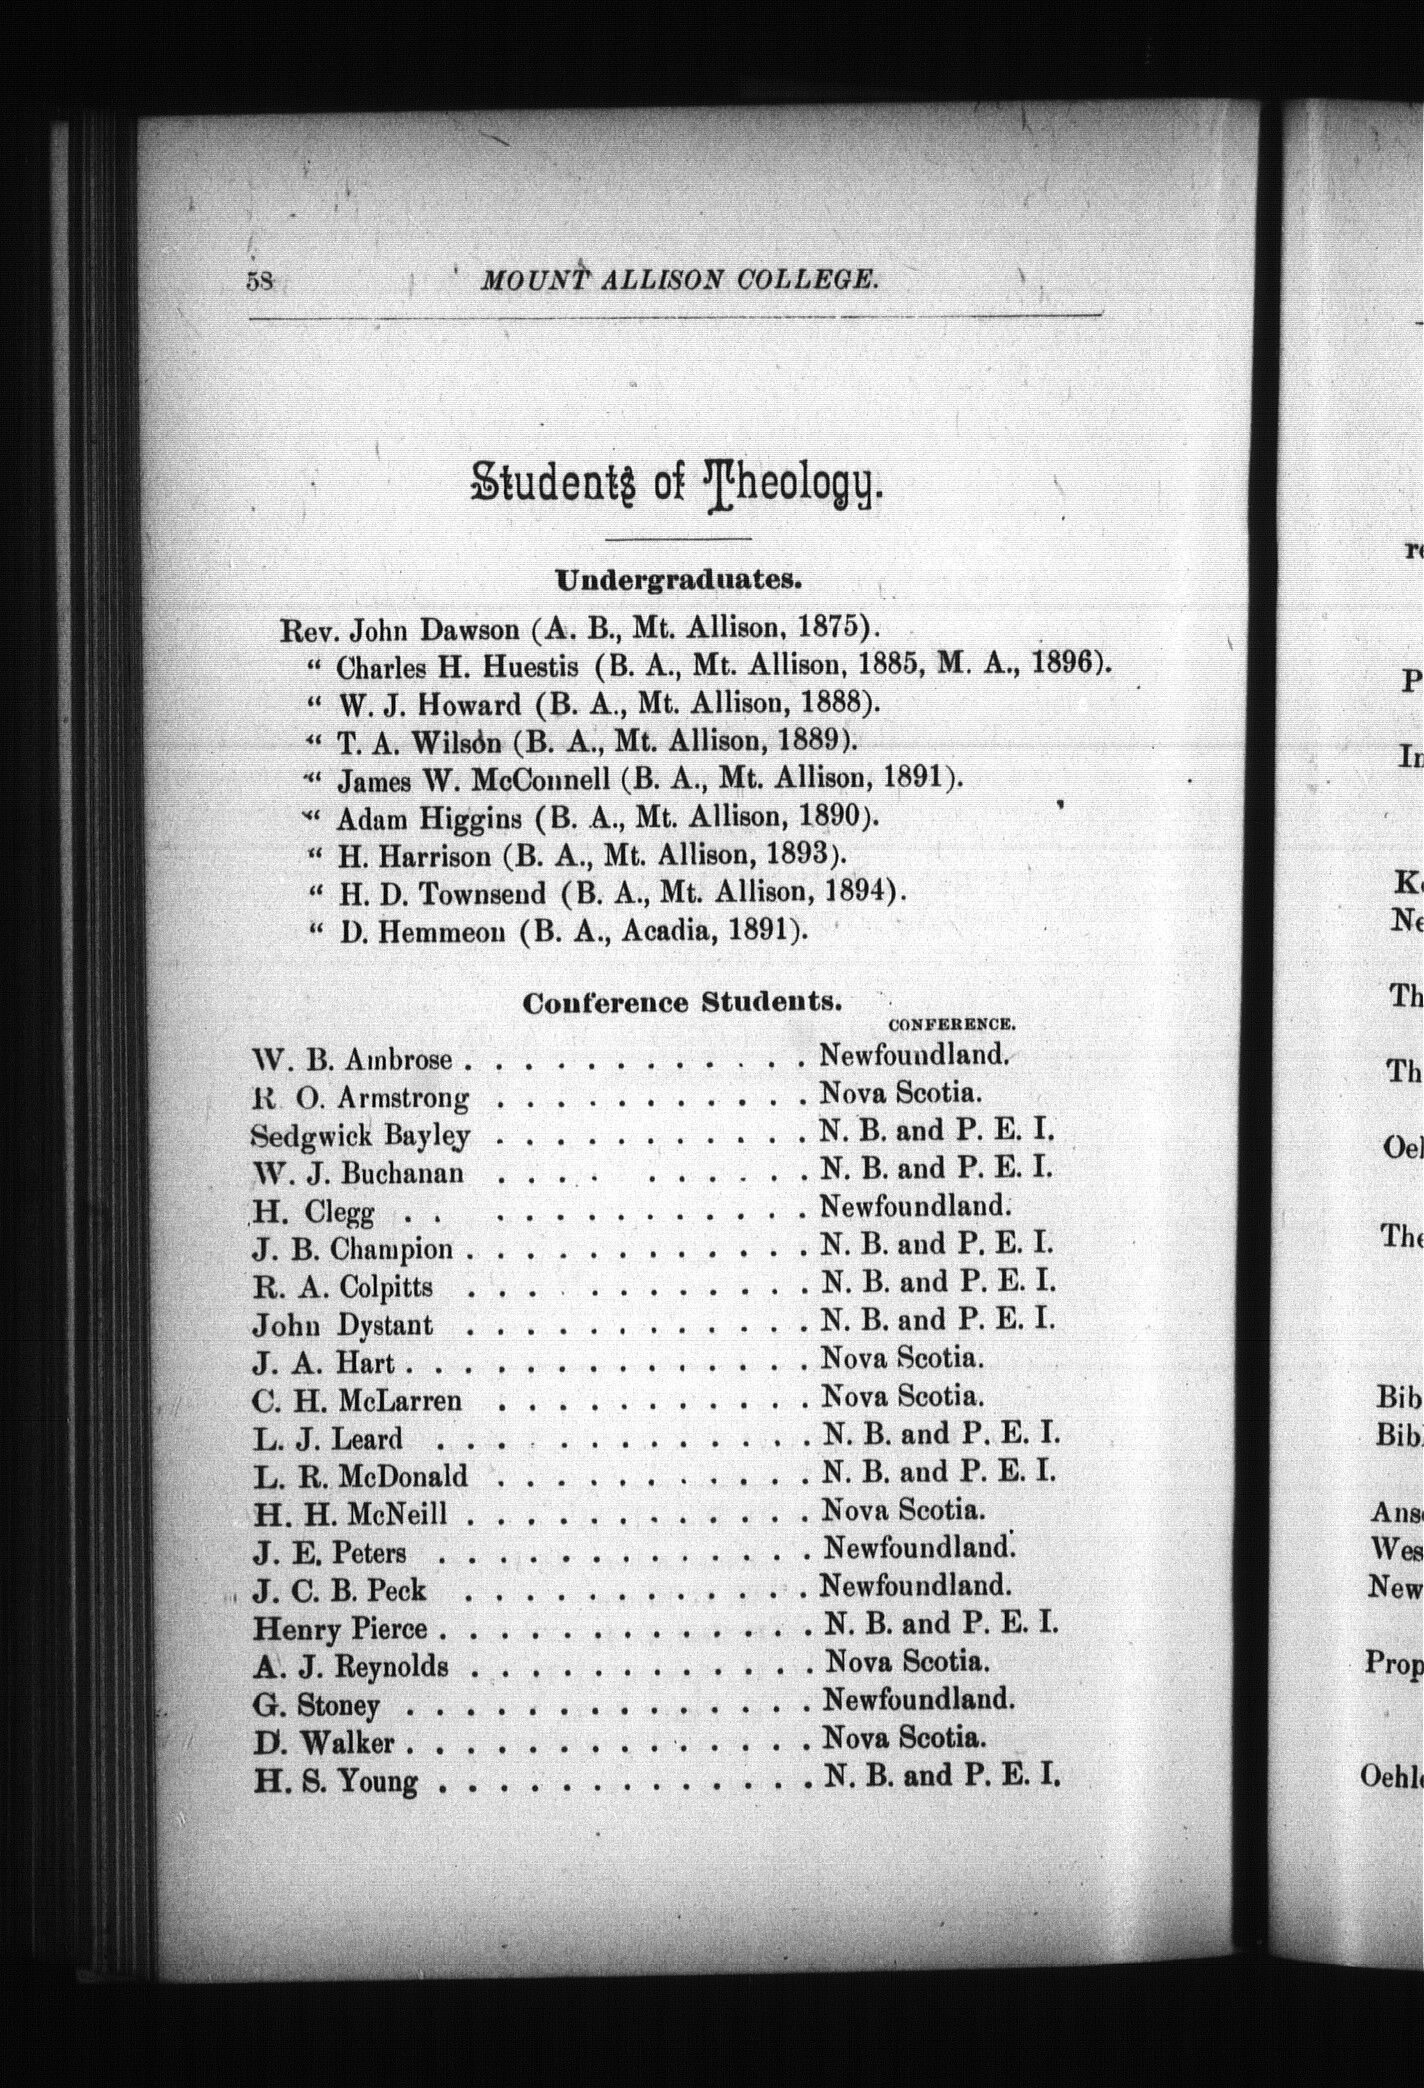 58 MOUNT ALLISON COLLEGE.
Students of Theology.
Undergraduates.
Rev. John Dawson (A. B., Mt. Allison, 1875).
“ Charles H. Huestis (B. A., Mt. Allison, 1885, M. A., 1896).
“ W. J. Howard (B. A., Mt. Allison, 1888).
“ T. A. Wilson (B. A., Mt. Allison, 1889).
“ James W. McConnell (B. A., Mt. Allison, 1891).
“ Adam Higgins (B. A., Mt. Allison, 1890).
“ H. Harrison (B. A., Mt. Allison, 1893).
“ H. D. Townsend (B. A., Mt. Allison, 1894).
“ D. Hemmeon (B. A., Acadia, 1891).
Conference Students.
CONFERENCE.
W. B. Ambrose . . . . . . . . . . . . Newfoundland.
R. O. Armstrong . . . . . . . . . . . Nova Scotia.
Sedgwick Bayley . . . . . . . . . . . N. B. and P. E. I.
W. J. Buchanan . . . . . . . . . . N. B. and P. E. I.
H. Clegg . . . . . . . . . . . . . Newfoundland.
J. B. Champion . . . . . . . . . . . . N. B. and P. E. I.
R. A. Colpitts . . . . . . . . . . . . N. B. and P. E. I.
John Dystant . . . . . . . . . . . . N. B. and P. E. I.
J. A. Hart . . . . . . . . . . . . . . Nova Scotia.
C. H. McLarren . . . . . . . . . . . Nova Scotia.
L. J. Leard . . . . . . . . . . . . . N. B. and P. E. I.
L. R. McDonald . . . . . . . . . . . N. B. and P. E. I.
H. H. McNeill . . . . . . . . . . . . Nova Scotia.
J. E. Peters . . . . . . . . . . . . . Newfoundland.
J. C. B. Peck . . . . . . . . . . . . Newfoundland.
Henry Pierce . . . . . . . . . . . . . N. B. and P. E. I.
A. J. Reynolds . . . . . . . . . . . . Nova Scotia.
G. Stoney . . . . . . . . . . . . . . Newfoundland.
D. Walker . . . . . . . . . . . . . . Nova Scotia.
H. S. Young . . . . . . . . . . . . . N. B. and P. E. I.